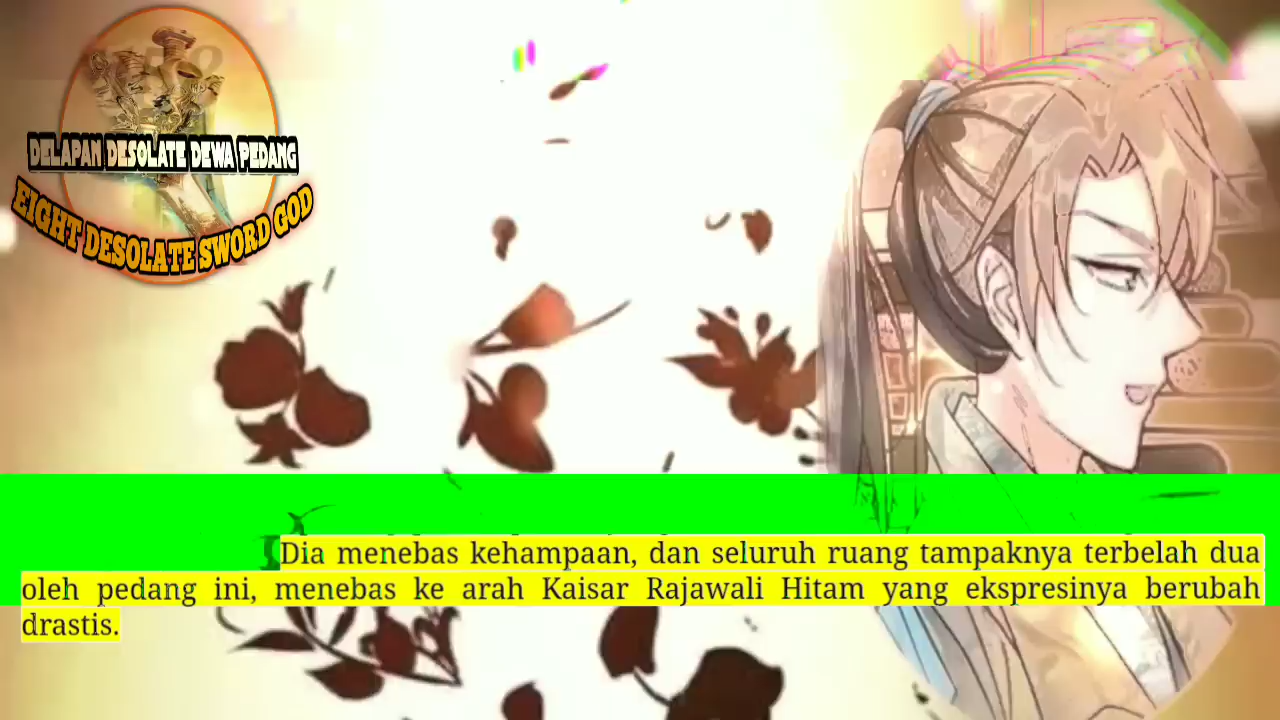 DELAPAN DESOLATE DEWA PEDANG
EIGHT DESOLATE SWORD GOD
Dia menebas kehampaan, dan seluruh ruang tampaknya terbelah dua
oleh pedang ini, menebas ke arah Kaisar Rajawali Hitam yang ekspresinya berubah
drastis.